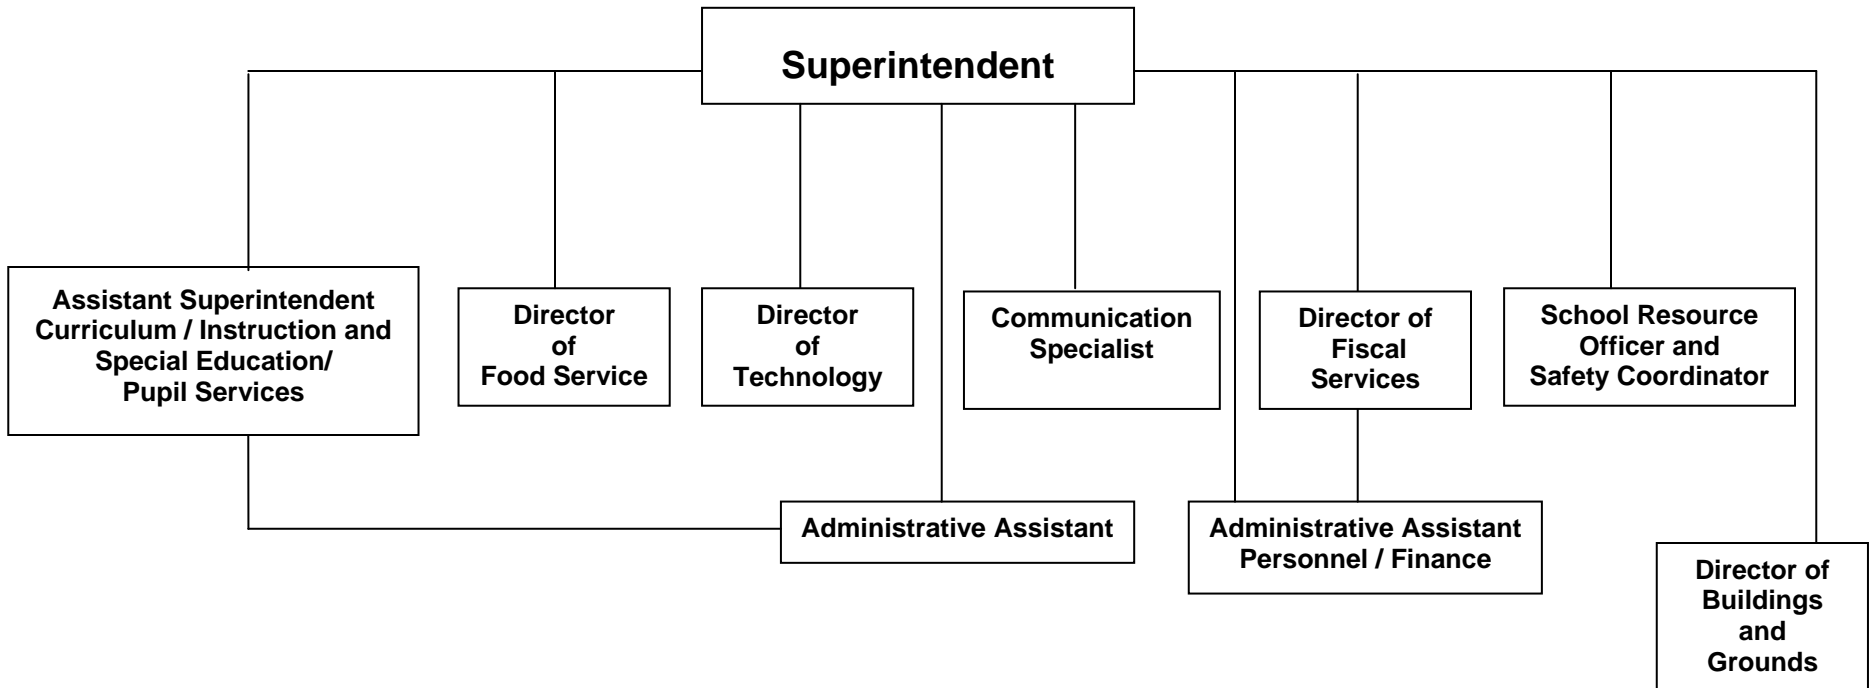 Superintendent
Assistant Superintendent
Curriculum / Instruction and
Special Education/
Pupil Services
Director
of
Food Service
Director
of
Technology
Communication
Specialist
Director of
Fiscal
Services
School Resource
Officer and
Safety Coordinator
Administrative Assistant
Administrative Assistant
Personnel / Finance
Director of
Buildings
and
Grounds